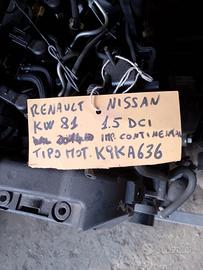 RENAULT - NISSAN
KW 81 1.5 DCI
IMP. CONTINENTAL
TIPO MOT. K9KA636